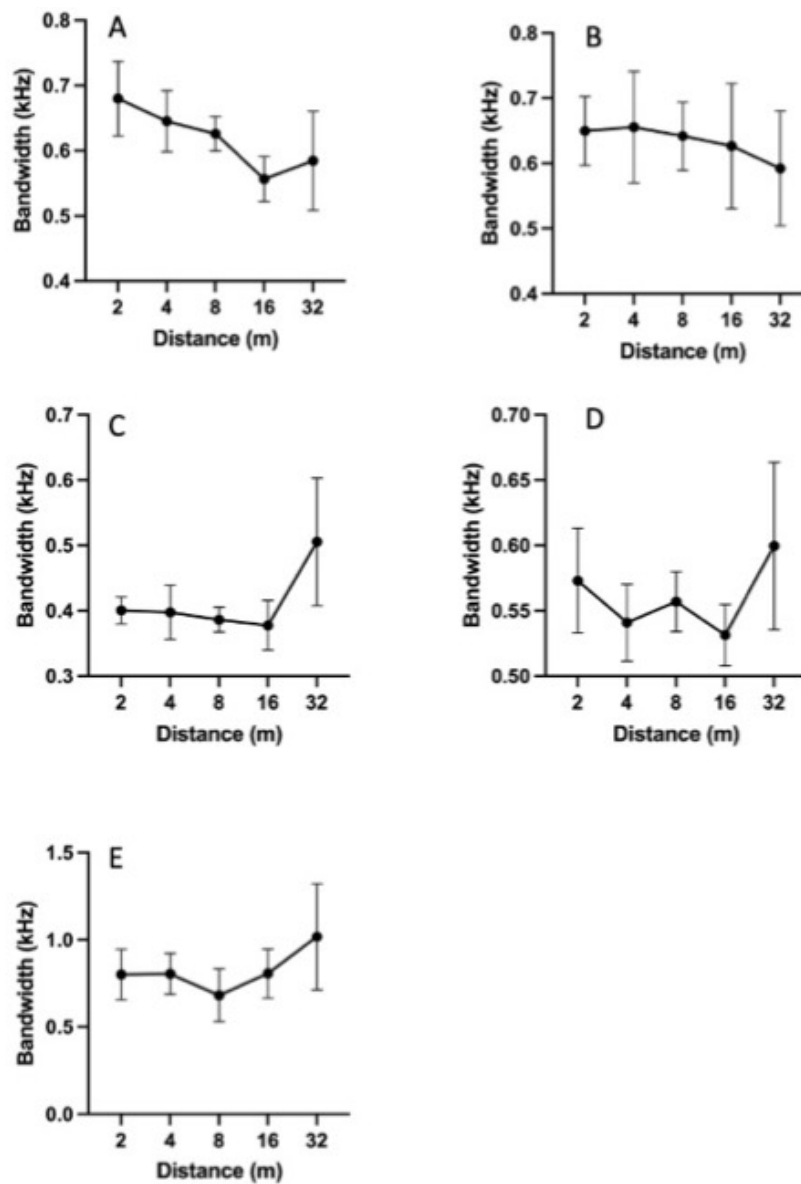 A
Bandwidth (kHz)
0.8
0.7
0.6
0.5
0.4
2 4 8 16 32
Distance (m)
B
Bandwidth (kHz)
0.8
0.7
0.6
0.5
0.4
2 4 8 16 32
Distance (m)
C
Bandwidth (kHz)
0.7
0.6
0.5
0.4
0.3
2 4 8 16 32
Distance (m)
D
Bandwidth (kHz)
0.70
0.65
0.60
0.55
0.50
2 4 8 16 32
Distance (m)
E
Bandwidth (kHz)
1.5
1.0
0.5
0.0
2 4 8 16 32
Distance (m)